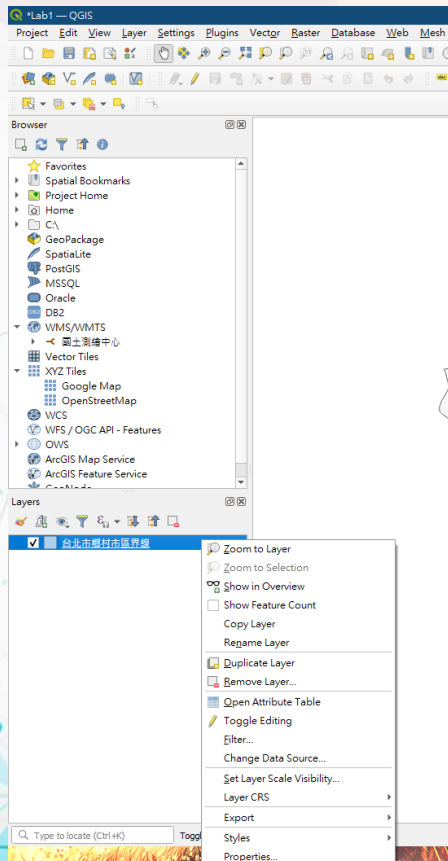 *Lab1 — QGIS
Project Edit View Layer Settings Plugins Vector Raster Database Web Mesh
Browser
Favorites
Spatial Bookmarks
Project Home
Home
C:\
GeoPackage
SpatiaLite
PostGIS
MSSQL
Oracle
DB2
WMS/WMTS
國土測繪中心
Vector Tiles
XYZ Tiles
Google Map
OpenStreetMap
WCS
WFS / OGC API - Features
OWS
ArcGIS Map Service
ArcGIS Feature Service
Layers
台北市鄉村市區界線
Zoom to Layer
Zoom to Selection
Show in Overview
Show Feature Count
Copy Layer
Rename Layer
Duplicate Layer
Remove Layer...
Open Attribute Table
Toggle Editing
Filter...
Change Data Source...
Set Layer Scale Visibility...
Layer CRS
Export
Styles
Properties...
Type to locate (Ctrl+K)